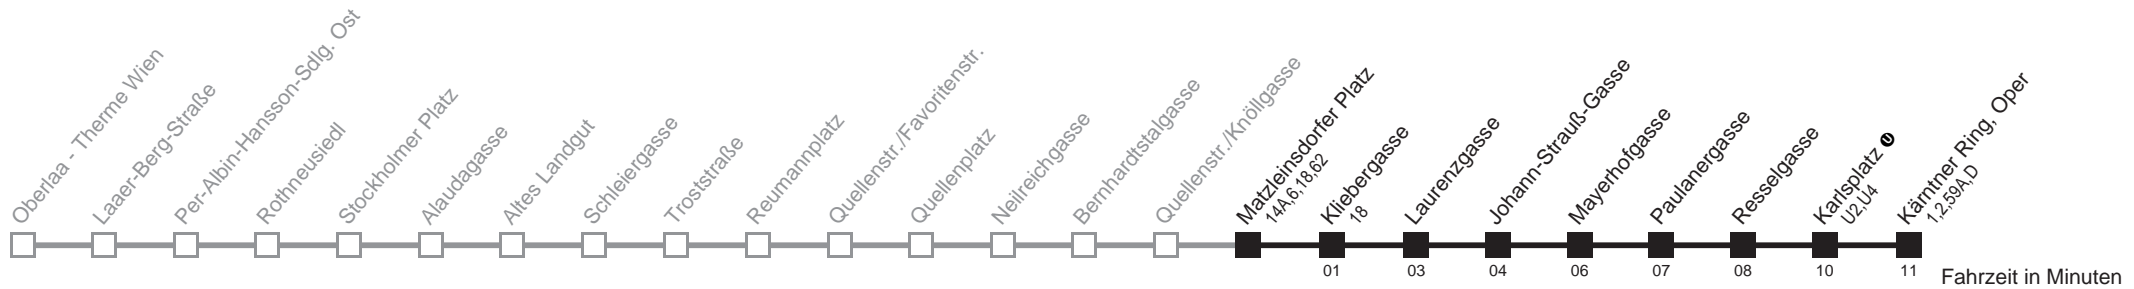 Oberlaa - Therme Wien
Laaer-Berg-Straße
Per-Albin-Hansson-Sdlg. Ost
Rothneusiedl
Stockholmer Platz
Alaudagasse
Altes Landgut
Schleiergasse
Troststraße
Reumannplatz
Quellenstr./Favoritenstr.
Quellenplatz
Neilreichgasse
Bernhardtstalgasse
Quellenstr./Knöllgasse
Matzleinsdorfer Platz
14A,6,18,62
Kliebergasse
18
Laurenzgasse
Johann-Strauß-Gasse
Mayerhofgasse
Paulanergasse
Resselgasse
Karlsplatz U
U2,U4
Kärntner Ring, Oper
1,2,59A,D
01 03 04 06 07 08 10 11 Fahrzeit in Minuten